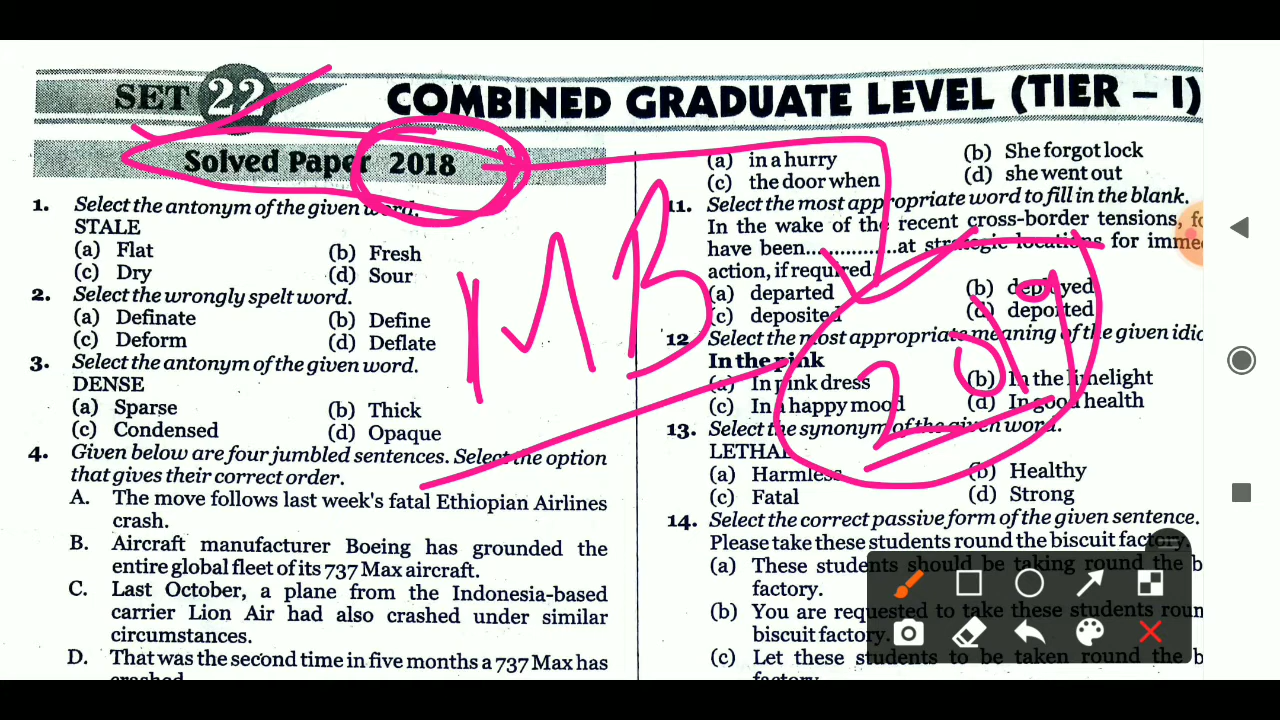 SET 22
COMBINED GRADUATE LEVEL (TIER – I)
Solved Paper 2018
1. Select the antonym of the given word.
STALE
(a) Flat (b) Fresh
(c) Dry (d) Sour
2. Select the wrongly spelt word.
(a) Definate (b) Define
(c) Deform (d) Deflate
3. Select the antonym of the given word.
DENSE
(a) Sparse (b) Thick
(c) Condensed (d) Opaque
4. Given below are four jumbled sentences. Select the option
that gives their correct order.
A. The move follows last week's fatal Ethiopian Airlines
crash.
B. Aircraft manufacturer Boeing has grounded the
entire global fleet of its 737 Max aircraft.
C. Last October, a plane from the Indonesia-based
carrier Lion Air had also crashed under similar
circumstances.
D. That was the second time in five months a 737 Max has
crashed
(a) in a hurry (b) She forgot lock
(c) the door when (d) she went out
11. Select the most appropriate word to fill in the blank.
In the wake of the recent cross-border tensions,
have been...............at strategic locations for
action, if required.
(a) departed (b) deployed
(c) deposited (d) deported
12. Select the most appropriate meaning of the given
In the pink
(a) In pink dress (b) In the limelight
(c) In a happy mood (d) In good health
13. Select the synonym of the given word.
LETHAL
(a) Harmless (b) Healthy
(c) Fatal (d) Strong
14. Select the correct passive form of the given sentence.
Please take these students round the biscuit factory.
(a) These students should be taking round the b
factory.
(b) You are requested to take these students
biscuit factory.
(c) Let these students to be taken round the b
factory.
MB
2019